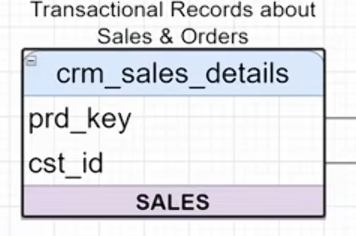 Transactional Records about
Sales & Orders
crm_sales_details
prd_key
cst_id
SALES